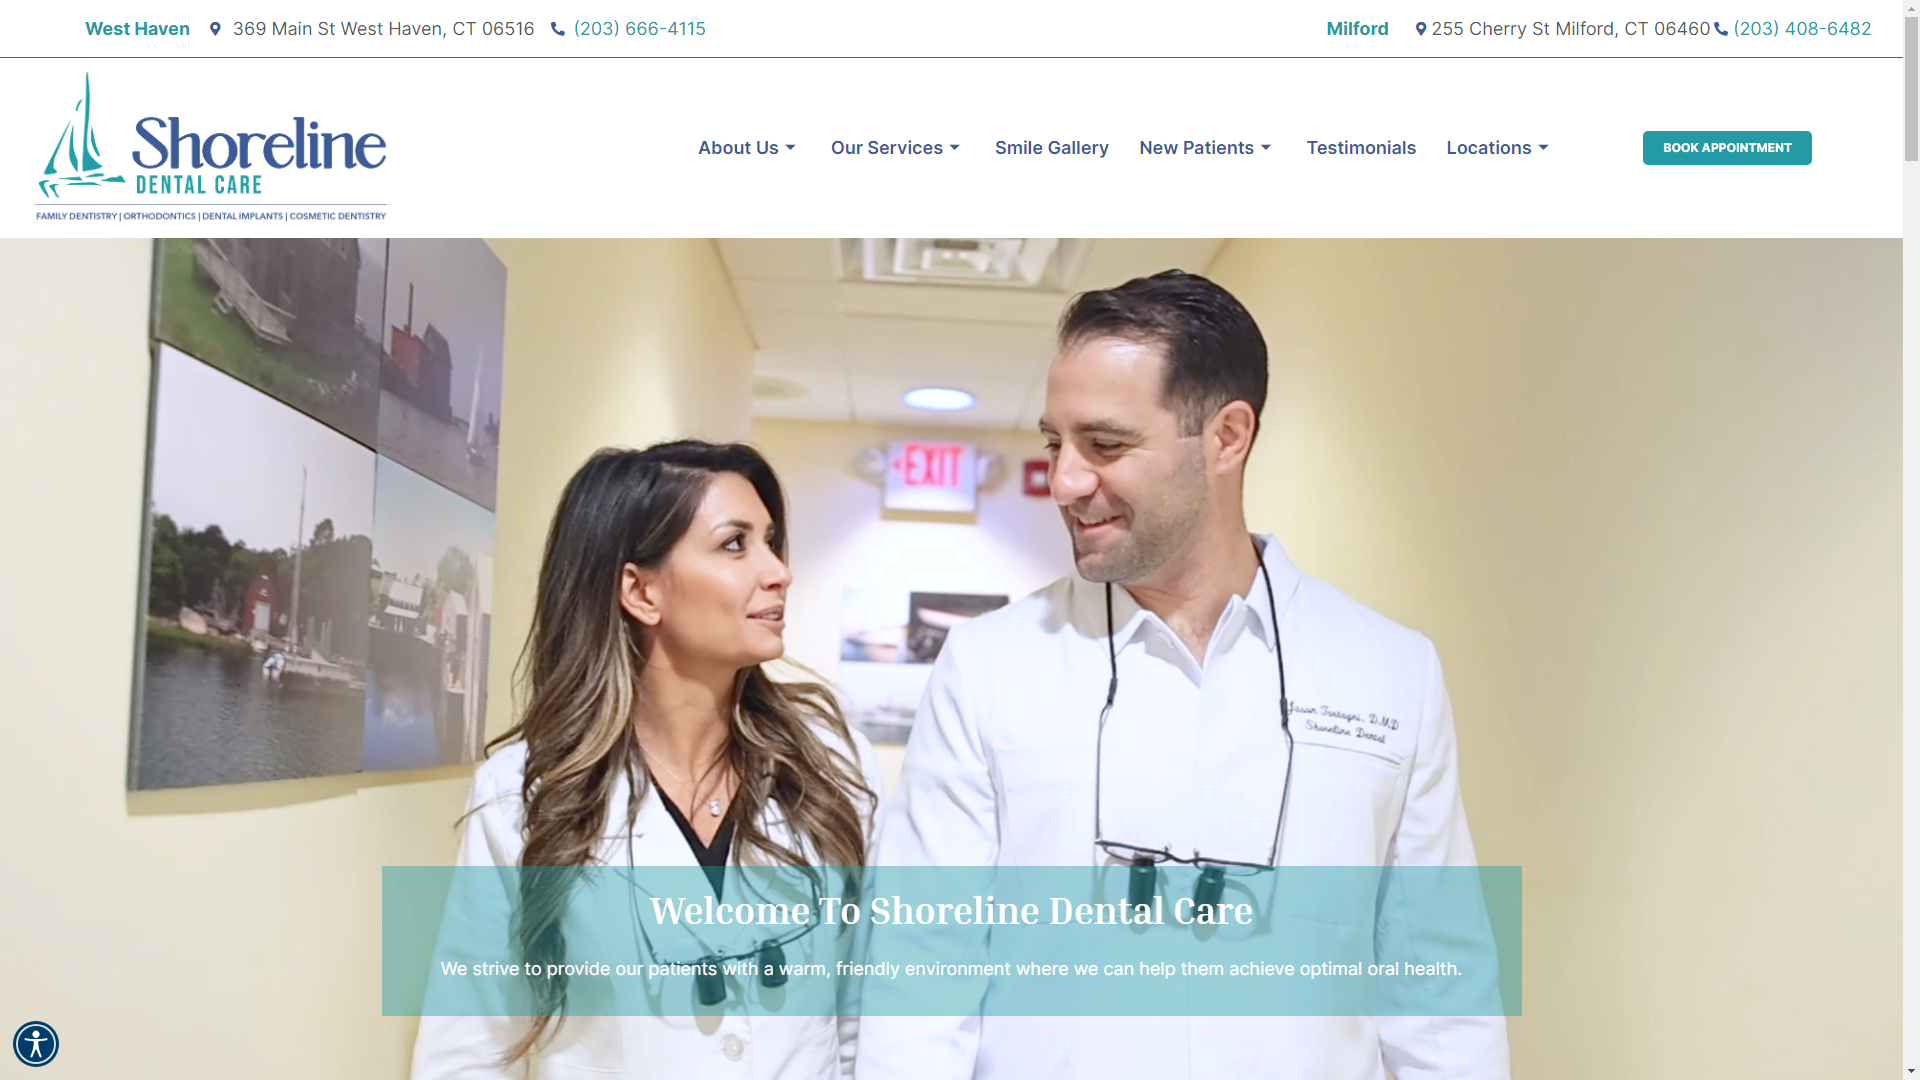 West Haven 369 Main St West Haven, CT 06516 (203) 666-4115
Milford 255 Cherry St Milford, CT 06460 (203) 408-6482
Shoreline
DENTAL CARE
FAMILY DENTISTRY | ORTHODONTICS | DENTAL IMPLANTS | COSMETIC DENTISTRY
About Us Our Services Smile Gallery New Patients Testimonials Locations
BOOK APPOINTMENT
EXIT
Jason Tartagni, D.M.D
Shoreline Dental
Welcome To Shoreline Dental Care
We strive to provide our patients with a warm, friendly environment where we can help them achieve optimal oral health.